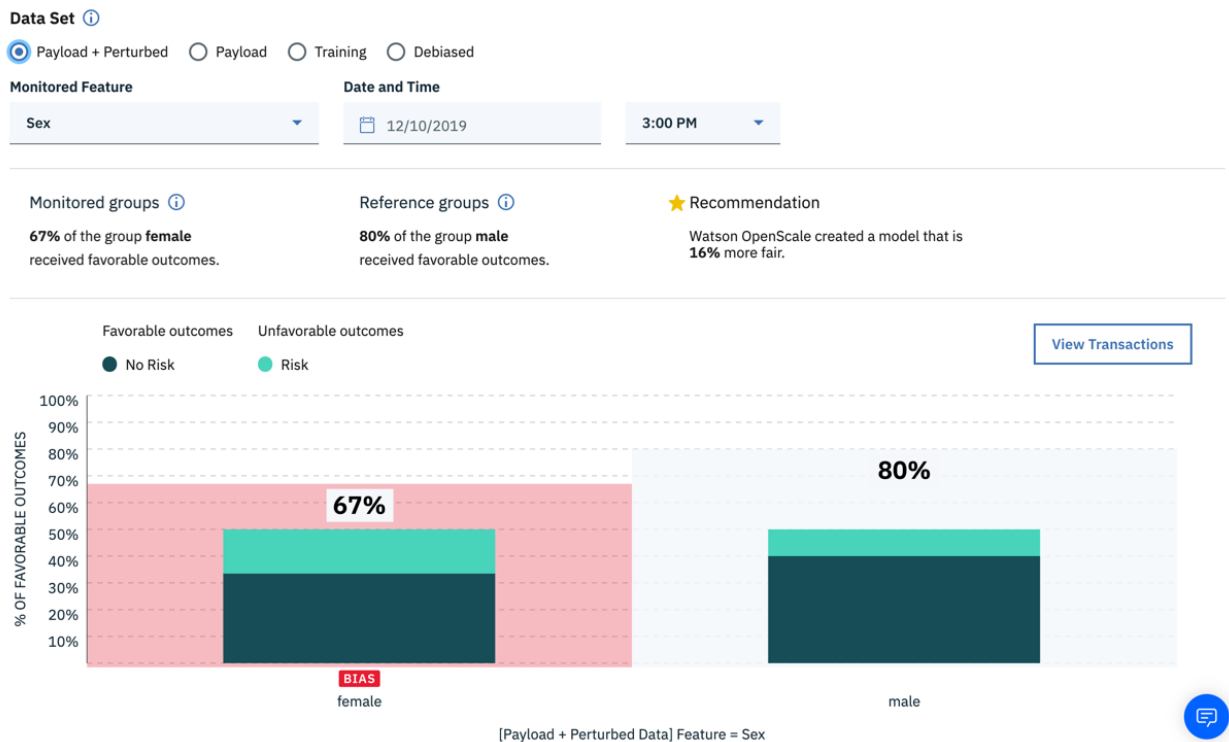 Data Set
Payload + Perturbed Payload Training Debiased
Monitored Feature Date and Time
Sex 12/10/2019 3:00 PM
Monitored groups Reference groups Recommendation
67% of the group female 80% of the group male Watson OpenScale created a model that is
received favorable outcomes. received favorable outcomes. 16% more fair.
Favorable outcomes Unfavorable outcomes
View Transactions
No Risk Risk
100%
90%
80%
70%
60%
50%
40%
30%
20%
10%
% OF FAVORABLE OUTCOMES
67% 80%
BIAS
female male
[Payload + Perturbed Data] Feature = Sex